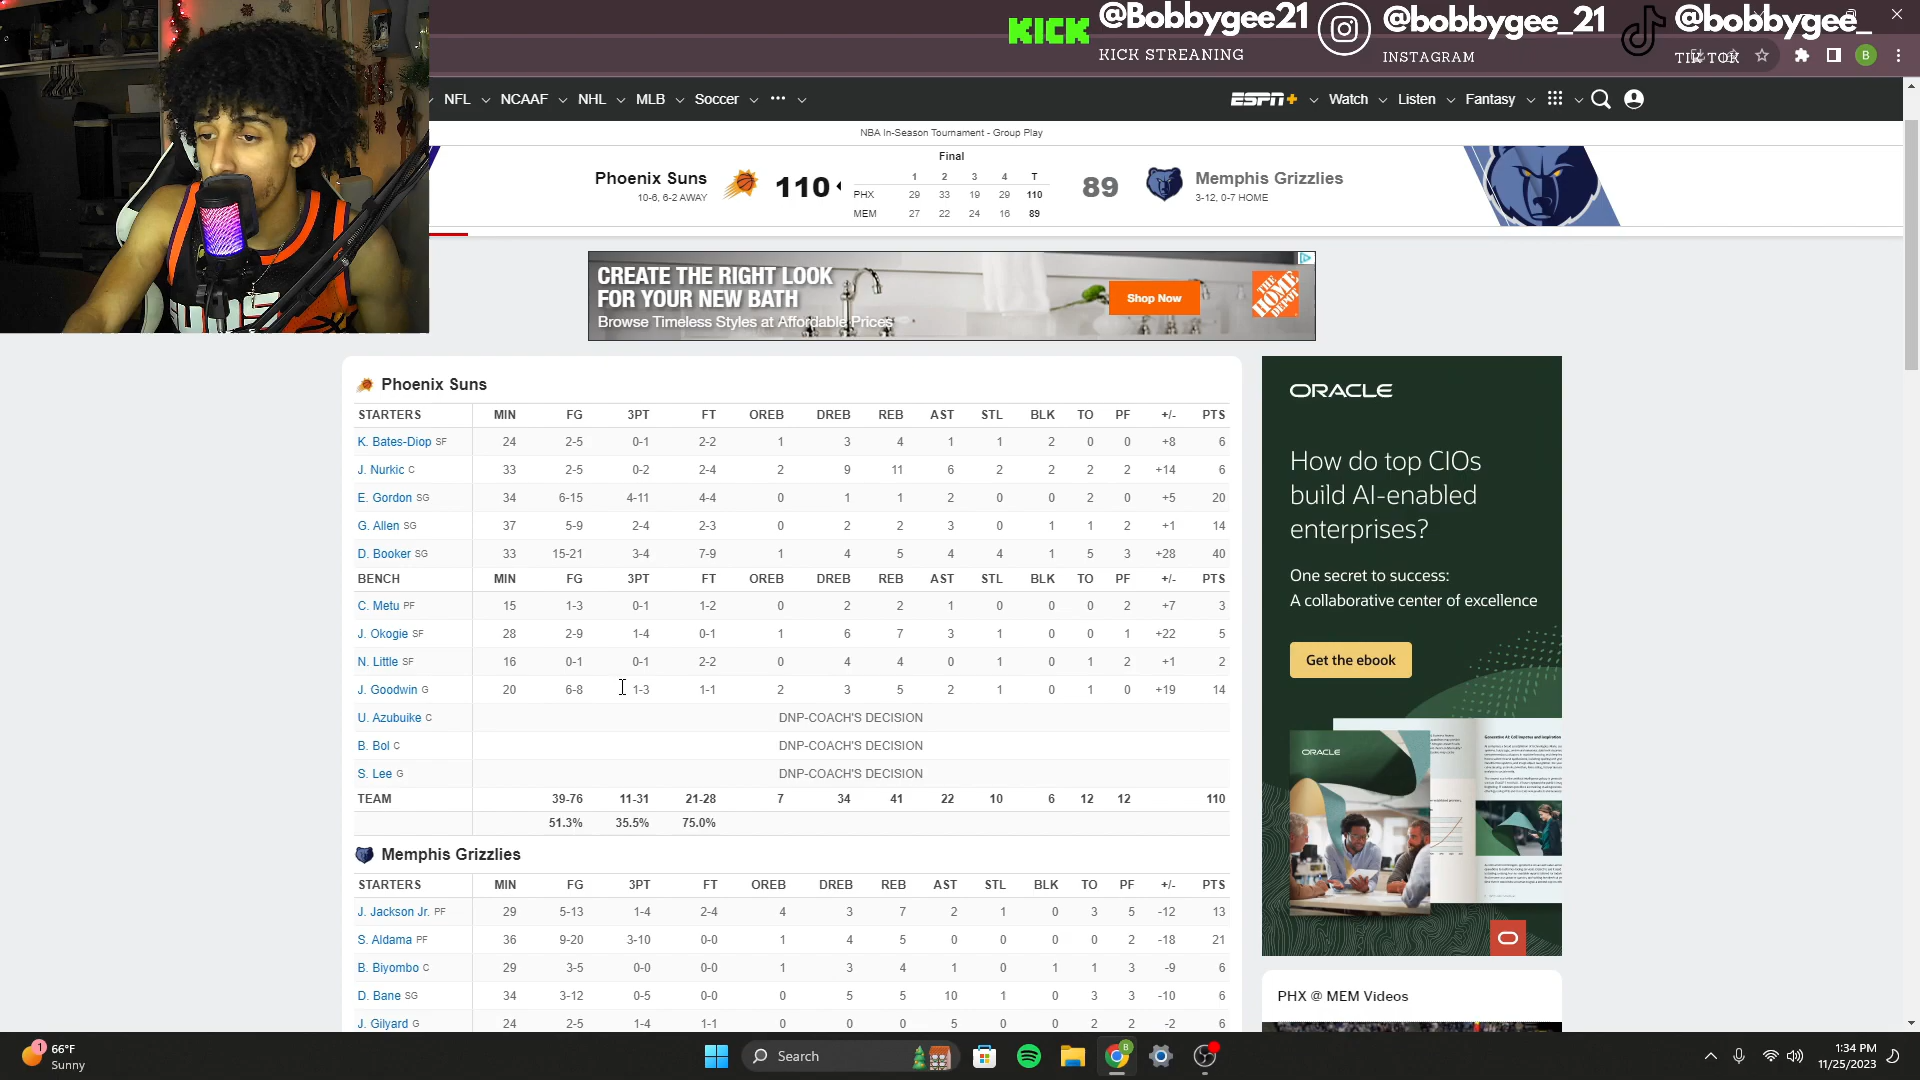 KICK @Bobbygee21 @bobbygee_21 @bobbygee_
KICK STREAMING INSTAGRAM TIK TOK
B
NFL NCAAF NHL MLB Soccer ••• ESPN+ Watch Listen Fantasy
NBA In-Season Tournament - Group Play
Final
Phoenix Suns 110 89 Memphis Grizzlies
10-6, 6-2 AWAY 3-12, 0-7 HOME
1 2 3 4 T
PHX 29 33 19 29 110
MEM 27 22 24 16 89
CREATE THE RIGHT LOOK
FOR YOUR NEW BATH
Browse Timeless Styles at Affordable Prices
Shop Now
THE HOME DEPOT
Phoenix Suns
STARTERS MIN FG 3PT FT OREB DREB REB AST STL BLK TO PF +/- PTS
K. Bates-Diop SF 24 2-5 0-1 2-2 1 3 4 1 1 2 0 0 +8 6
J. Nurkic C 33 2-5 0-2 2-4 2 9 11 6 2 2 2 2 +14 6
E. Gordon SG 34 6-15 4-11 4-4 0 1 1 2 0 0 2 0 +5 20
G. Allen SG 37 5-9 2-4 2-3 0 2 2 3 0 1 1 2 +1 14
D. Booker SG 33 15-21 3-4 7-9 1 4 5 4 4 1 5 3 +28 40
BENCH MIN FG 3PT FT OREB DREB REB AST STL BLK TO PF +/- PTS
C. Metu PF 15 1-3 0-1 1-2 0 2 2 1 0 0 0 2 +7 3
J. Okogie SF 28 2-9 1-4 0-1 1 6 7 3 1 0 0 1 +22 5
N. Little SF 16 0-1 0-1 2-2 0 4 4 0 1 0 1 2 +1 2
J. Goodwin G 20 6-8 1-3 1-1 2 3 5 2 1 0 1 0 +19 14
U. Azubuike C DNP-COACH'S DECISION
B. Bol C DNP-COACH'S DECISION
S. Lee G DNP-COACH'S DECISION
TEAM 39-76 11-31 21-28 7 34 41 22 10 6 12 12 110
51.3% 35.5% 75.0%
Memphis Grizzlies
STARTERS MIN FG 3PT FT OREB DREB REB AST STL BLK TO PF +/- PTS
J. Jackson Jr. PF 29 5-13 1-4 2-4 4 3 7 2 1 0 3 5 -12 13
S. Aldama PF 36 9-20 3-10 0-0 1 4 5 0 0 0 0 2 -18 21
B. Biyombo C 29 3-5 0-0 0-0 1 3 4 1 0 1 1 3 -9 6
D. Bane SG 34 3-12 0-5 0-0 0 5 5 10 1 0 3 3 -10 6
J. Gilyard G 24 2-5 1-4 1-1 0 0 0 5 0 0 2 2 -2 6
ORACLE
How do top CIOs
build AI-enabled
enterprises?
One secret to success:
A collaborative center of excellence
Get the ebook
ORACLE
PHX @ MEM Videos
1 66°F
Sunny
Search
B
1:34 PM
11/25/2023